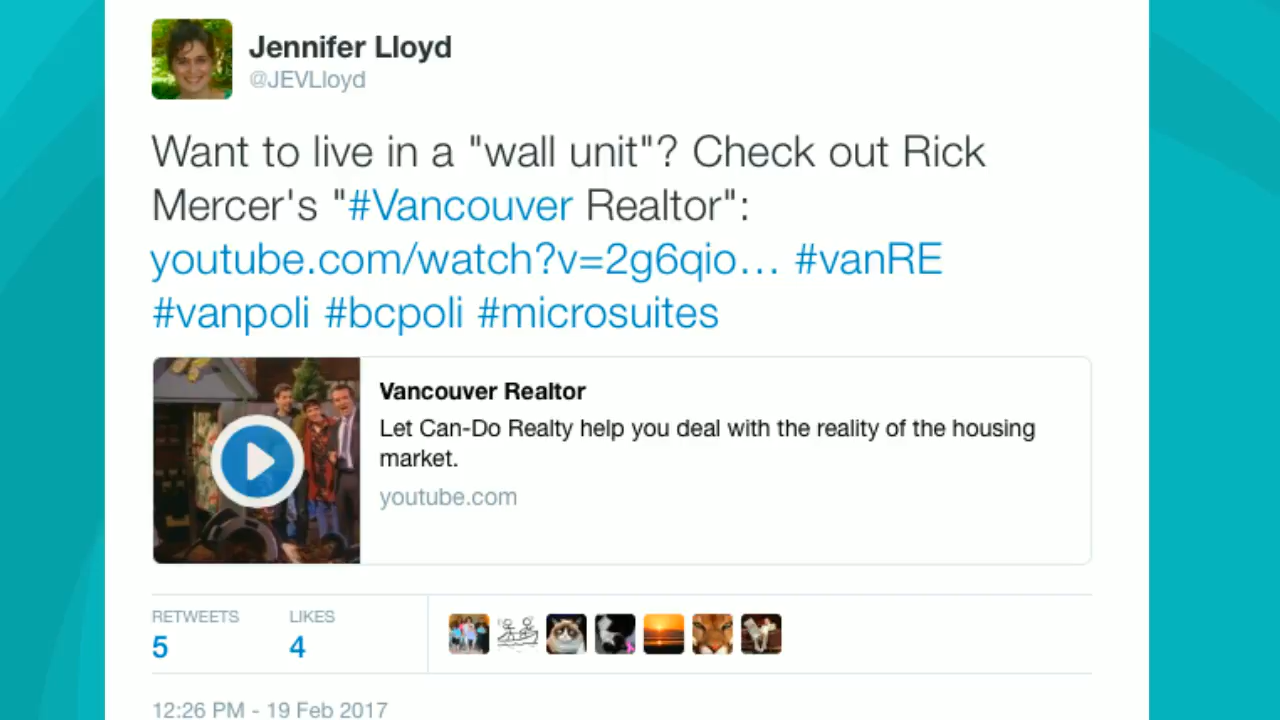 Jennifer Lloyd
@JEVLloyd
Want to live in a "wall unit"? Check out Rick
Mercer's "#Vancouver Realtor":
youtube.com/watch?v=2g6qio... #vanRE
#vanpoli #bcpoli #microsuites
Vancouver Realtor
Let Can-Do Realty help you deal with the reality of the housing
market.
youtube.com
RETWEETS LIKES
5 4
12:26 PM - 19 Feb 2017